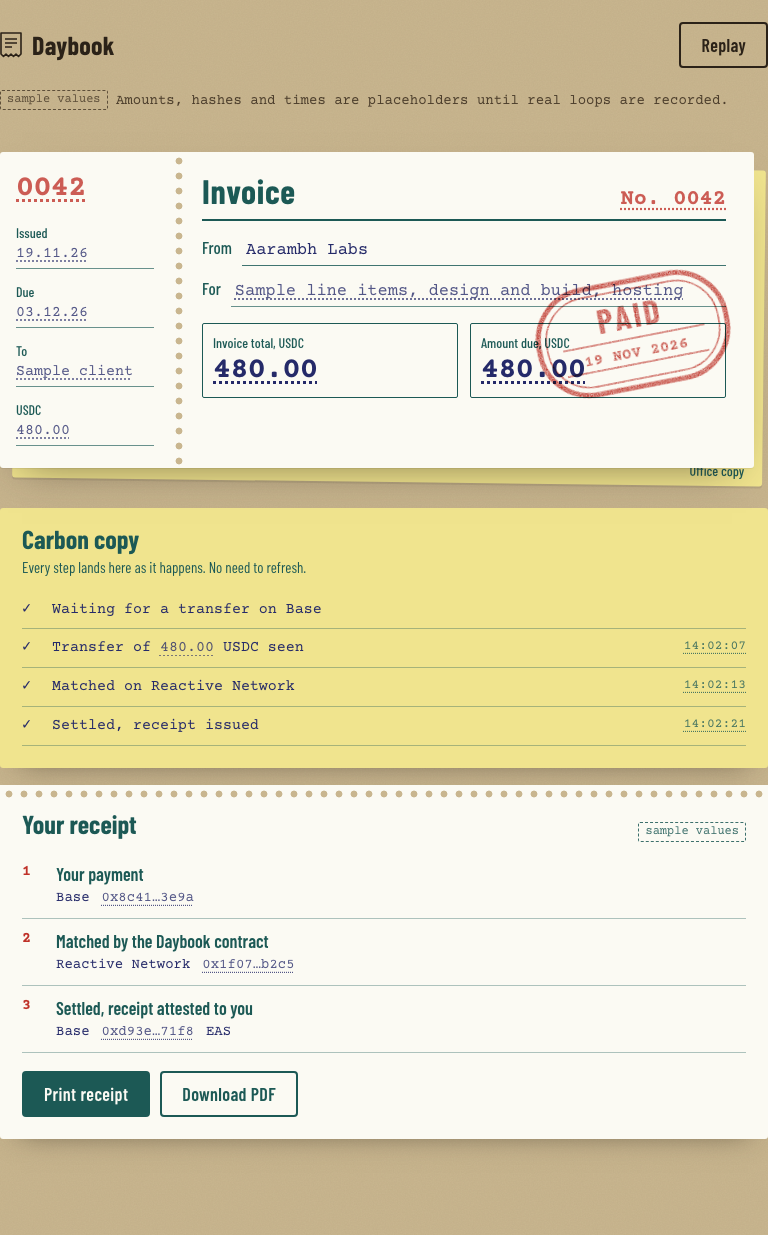 Daybook
Replay
sample values Amounts, hashes and times are placeholders until real loops are recorded.
0042
Issued
19.11.26
Due
03.12.26
To
Sample client
USDC
480.00
Invoice
No. 0042
From Aarambh Labs
For Sample line items, design and build, hosting
Invoice total, USDC
480.00
Amount due, USDC
480.00
PAID
19 NOV 2026
Office copy
Carbon copy
Every step lands here as it happens. No need to refresh.
✓ Waiting for a transfer on Base
✓ Transfer of 480.00 USDC seen 14:02:07
✓ Matched on Reactive Network 14:02:13
✓ Settled, receipt issued 14:02:21
Your receipt
sample values
1 Your payment
Base 0x8c41…3e9a
2 Matched by the Daybook contract
Reactive Network 0x1f07…b2c5
3 Settled, receipt attested to you
Base 0xd93e…71f8 EAS
Print receipt
Download PDF